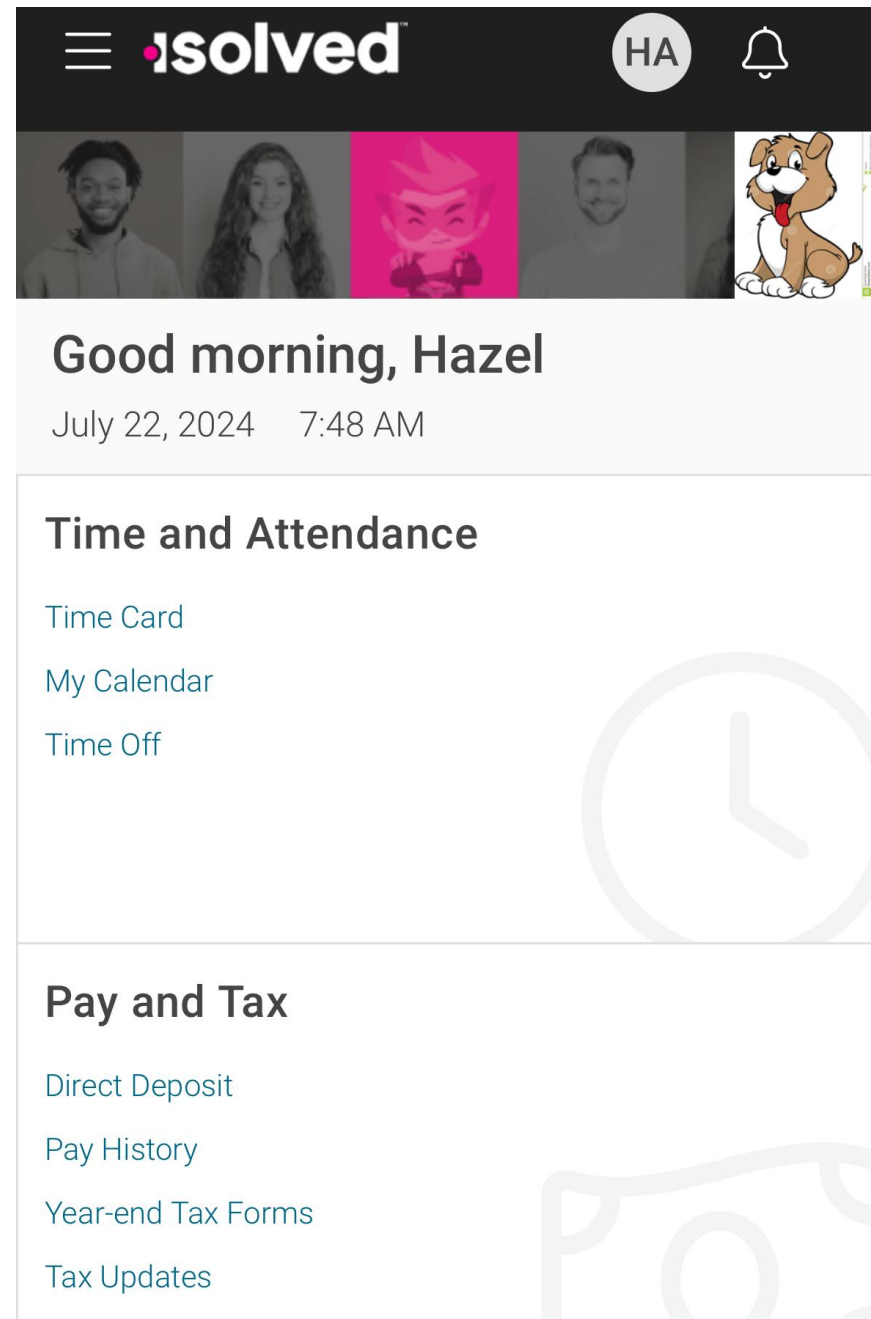 isolved™
HA
Good morning, Hazel
July 22, 2024 7:48 AM
Time and Attendance
Time Card
My Calendar
Time Off
Pay and Tax
Direct Deposit
Pay History
Year-end Tax Forms
Tax Updates